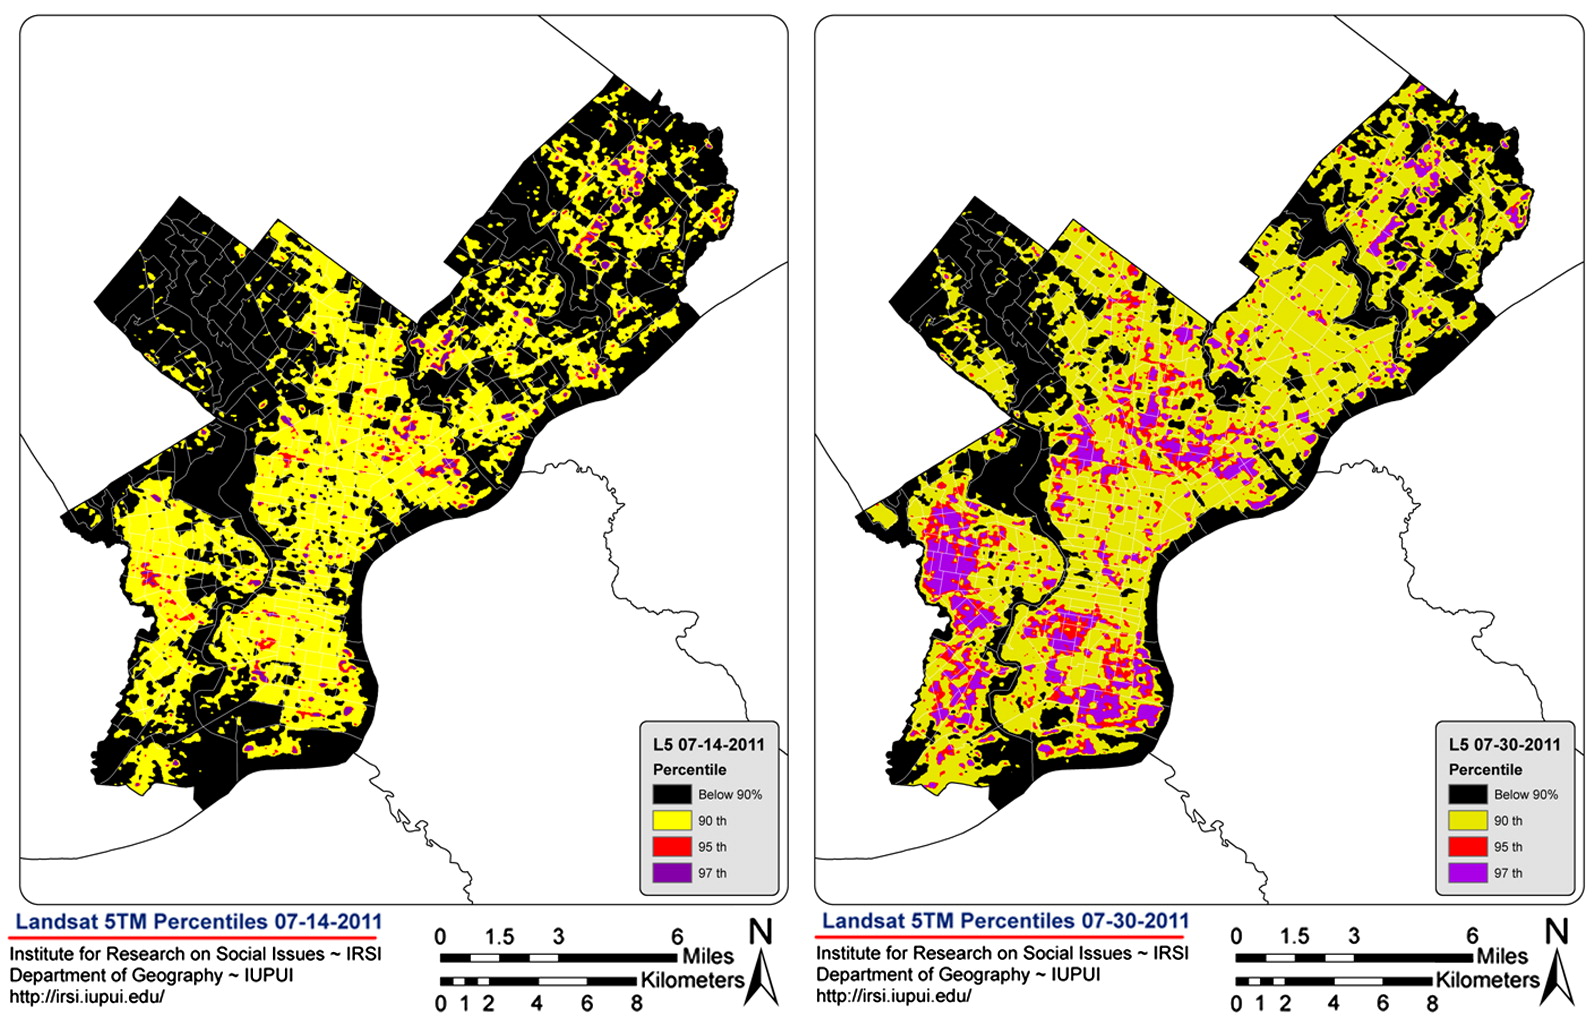 L5 07-14-2011
Percentile
Below 90%
90 th
95 th
97 th
Landsat 5TM Percentiles 07-14-2011
Institute for Research on Social Issues ~ IRSI
Department of Geography ~ IUPUI
http://irsi.iupui.edu/
0 1.5 3 6
Miles
Kilometers
0 1 2 4 6 8
N
L5 07-30-2011
Percentile
Below 90%
90 th
95 th
97 th
Landsat 5TM Percentiles 07-30-2011
Institute for Research on Social Issues ~ IRSI
Department of Geography ~ IUPUI
http://irsi.iupui.edu/
0 1.5 3 6
Miles
Kilometers
0 1 2 4 6 8
N